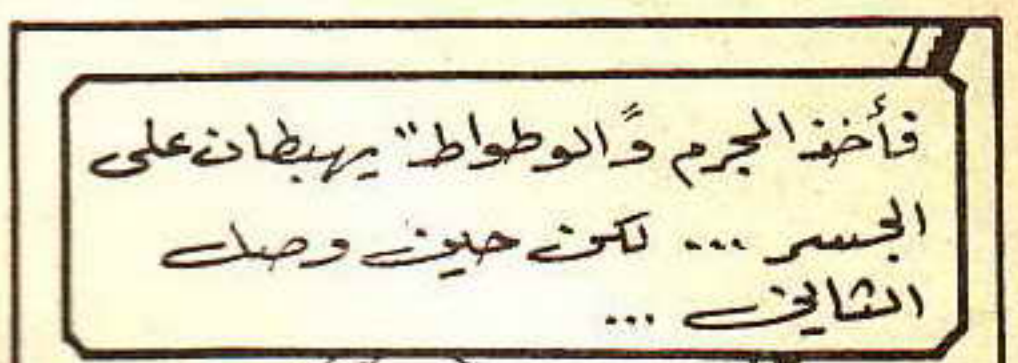 فأخذ المجرم و"الوطواط" يهبطان على
الجسر ... لكن حين وصل
الثاني ...